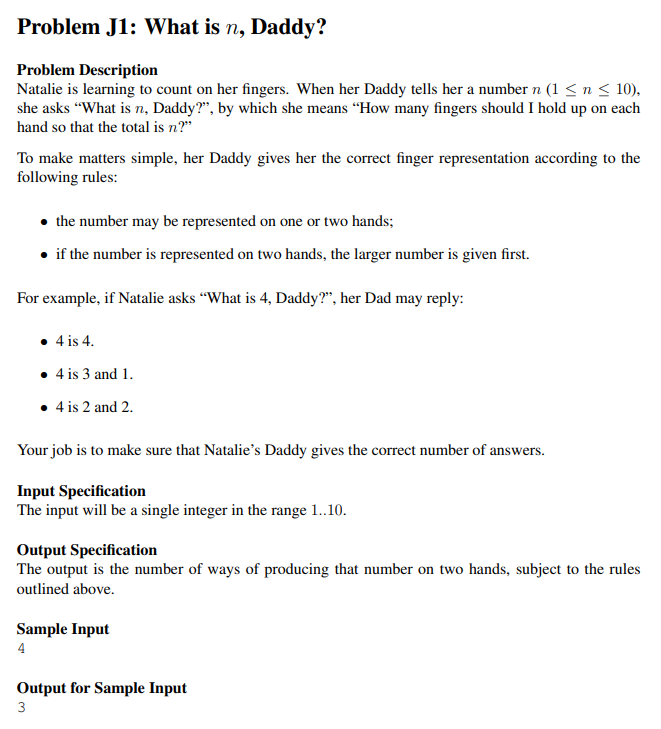 Problem J1: What is n, Daddy?
Problem Description
Natalie is learning to count on her fingers. When her Daddy tells her a number n (1 ≤ n ≤ 10),
she asks “What is n, Daddy?”, by which she means “How many fingers should I hold up on each
hand so that the total is n?”
To make matters simple, her Daddy gives her the correct finger representation according to the
following rules:
• the number may be represented on one or two hands;
• if the number is represented on two hands, the larger number is given first.
For example, if Natalie asks “What is 4, Daddy?”, her Dad may reply:
• 4 is 4.
• 4 is 3 and 1.
• 4 is 2 and 2.
Your job is to make sure that Natalie’s Daddy gives the correct number of answers.
Input Specification
The input will be a single integer in the range 1..10.
Output Specification
The output is the number of ways of producing that number on two hands, subject to the rules
outlined above.
Sample Input
4
Output for Sample Input
3